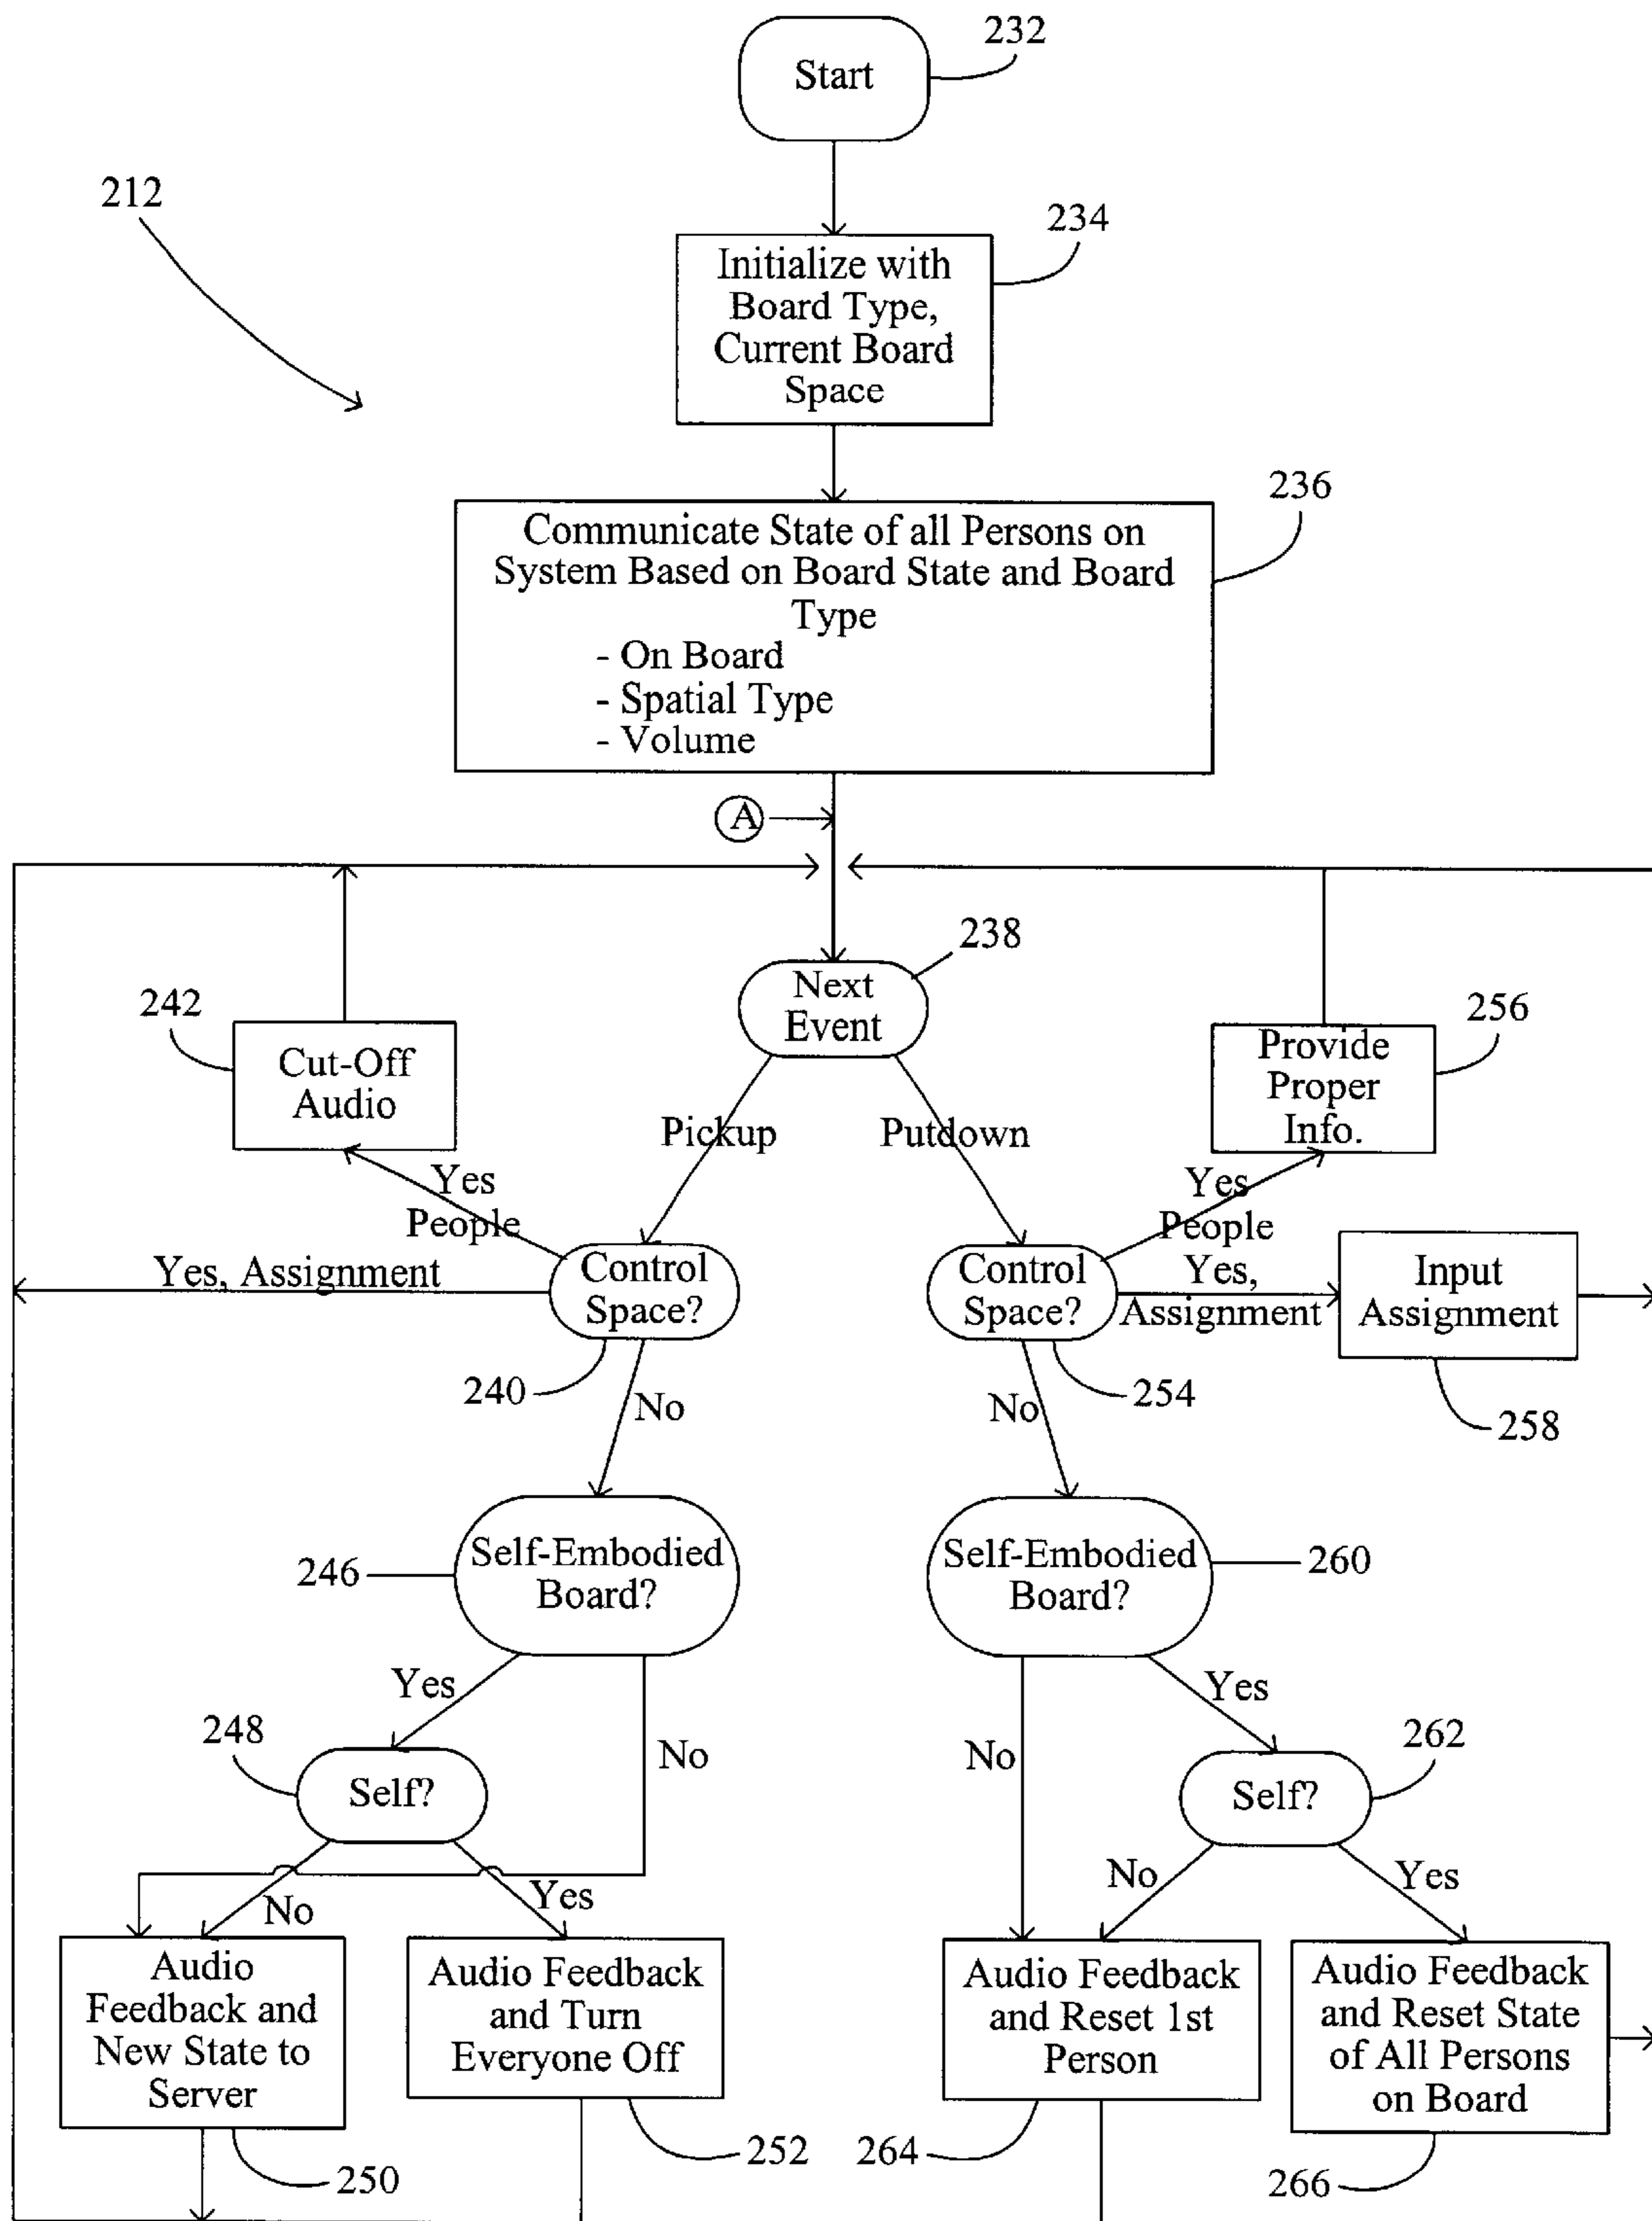 232
Start
212
234
Initialize with
Board Type,
Current Board
Space
236
Communicate State of all Persons on
System Based on Board State and Board
Type
- On Board
- Spatial Type
- Volume
A
238
Next
Event
242
Cut-Off
Audio
256
Provide
Proper
Info.
Pickup
Putdown
Yes
People
Yes
People
Yes, Assignment
Control
Space?
Control
Space?
Yes,
Assignment
Input
Assignment
240
No
No
254
258
246
Self-Embodied
Board?
Self-Embodied
Board?
260
Yes
Yes
248
Self?
No
No
Self?
262
No
Yes
No
Yes
Audio
Feedback and
New State to
Server
Audio Feedback
and Turn
Everyone Off
Audio Feedback
and Reset 1st
Person
Audio Feedback
and Reset State
of All Persons
on Board
250
252
264
266